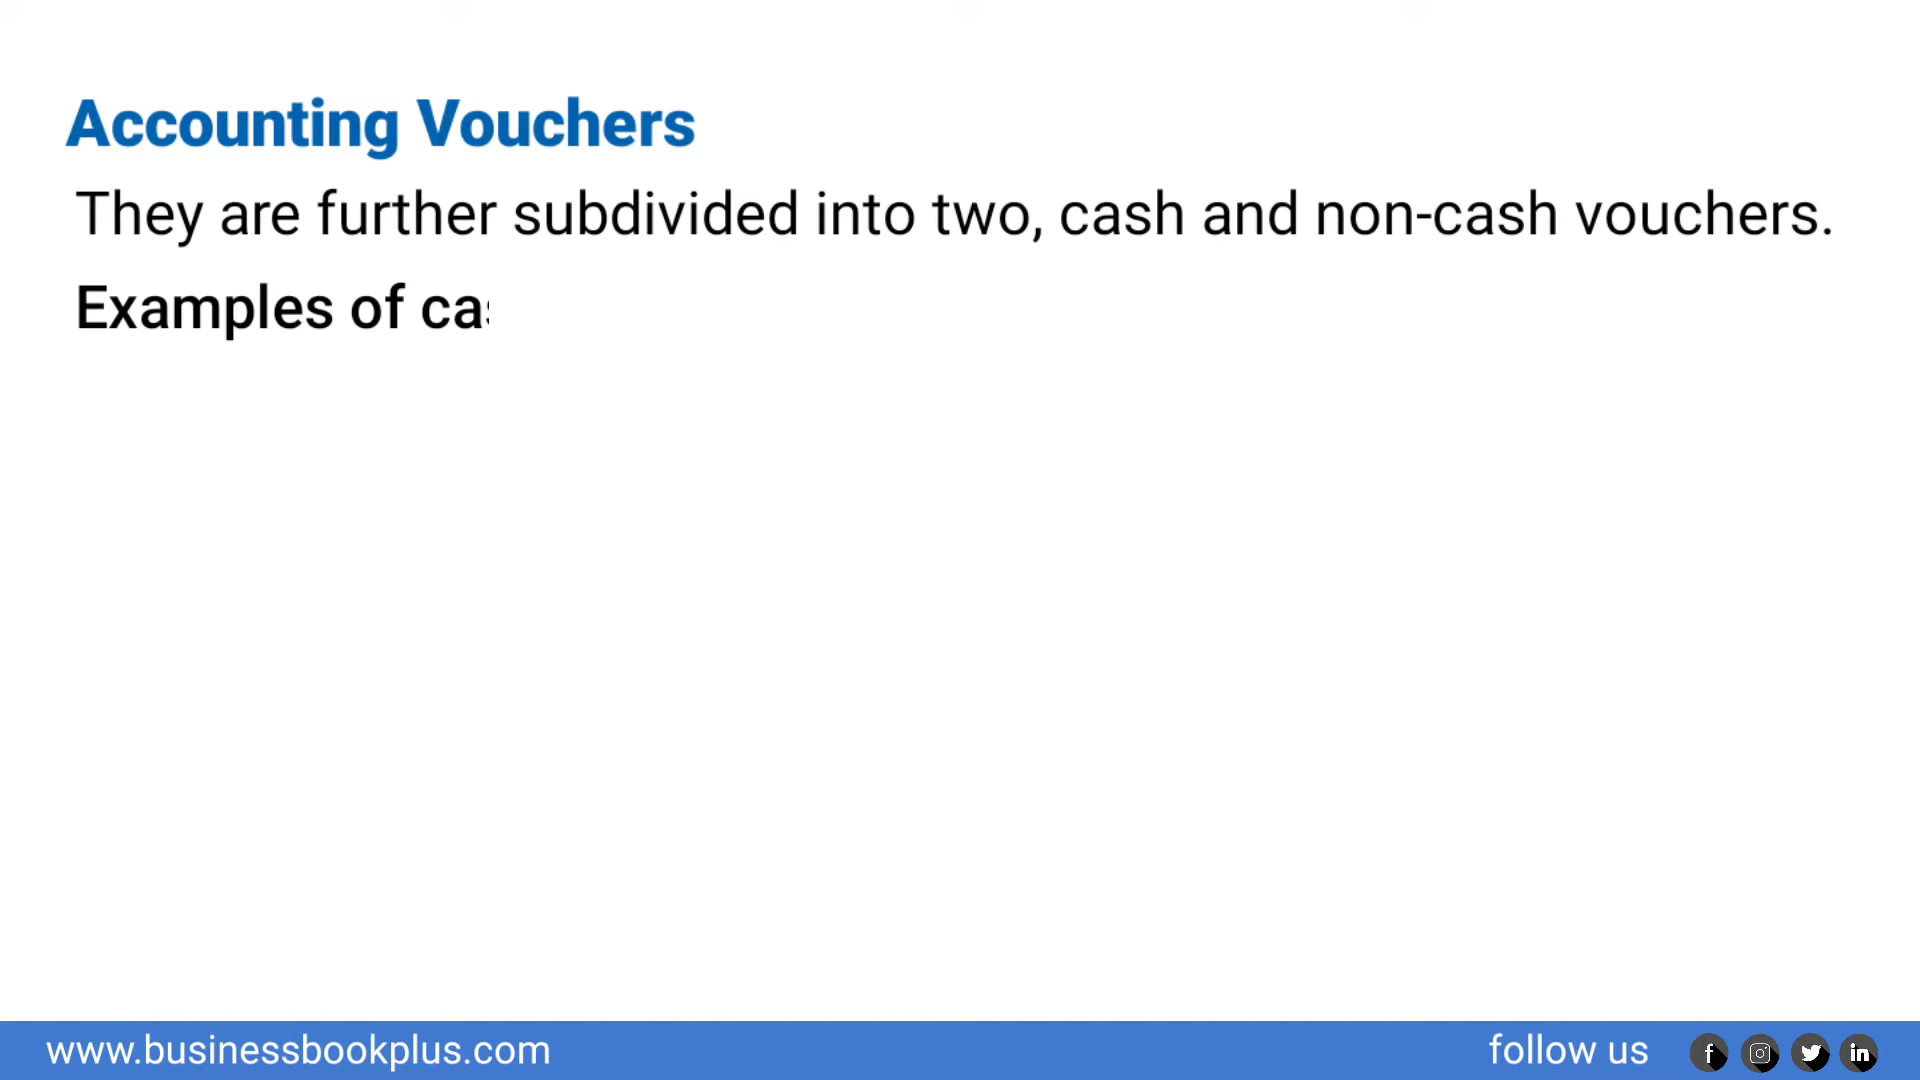 Accounting Vouchers
They are further subdivided into two, cash and non-cash vouchers.
Examples of
www.businessbookplus.com
follow us